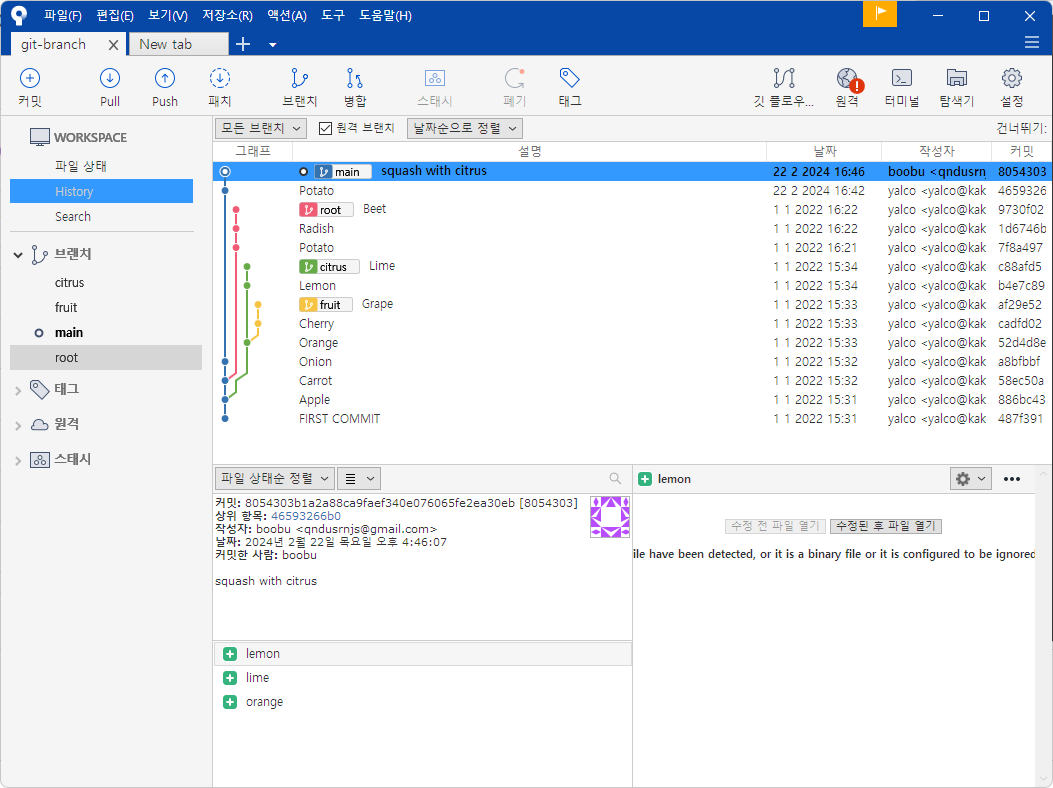 파일(F) 편집(E) 보기(V) 저장소(R) 액션(A) 도구 도움말(H)
git-branch New tab
커밋 Pull Push 패치 브랜치 병합 스태시 폐기 태그 깃 플로우... 원격 터미널 탐색기 설정
WORKSPACE
파일 상태
History
Search
브랜치
citrus
fruit
main
root
태그
원격
스태시
모든 브랜치 원격 브랜치 날짜순으로 정렬 건너뛰기:
그래프 설명 날짜 작성자 커밋
main squash with citrus 22 2 2024 16:46 boobu <qndusrn 8054303
Potato 22 2 2024 16:42 yalco <yalco@kak 4659326
root Beet 1 1 2022 16:22 yalco <yalco@kak 9730f02
Radish 1 1 2022 16:22 yalco <yalco@kak 1d6746b
Potato 1 1 2022 16:21 yalco <yalco@kak 7f8a497
citrus Lime 1 1 2022 15:34 yalco <yalco@kak c88afd5
Lemon 1 1 2022 15:34 yalco <yalco@kak b4e7c89
fruit Grape 1 1 2022 15:33 yalco <yalco@kak af29e52
Cherry 1 1 2022 15:33 yalco <yalco@kak cadfd02
Orange 1 1 2022 15:33 yalco <yalco@kak 52d4d8e
Onion 1 1 2022 15:32 yalco <yalco@kak a8bfbbf
Carrot 1 1 2022 15:32 yalco <yalco@kak 58ec50a
Apple 1 1 2022 15:31 yalco <yalco@kak 886bc43
FIRST COMMIT 1 1 2022 15:31 yalco <yalco@kak 487f391
파일 상태순 정렬
커밋: 8054303b1a2a88ca9faef340e076065fe2ea30eb [8054303]
상위 항목: 46593266b0
작성자: boobu <qndusrnjs@gmail.com>
날짜: 2024년 2월 22일 목요일 오후 4:46:07
커밋한 사람: boobu
squash with citrus
lemon
lime
orange
lemon
수정 전 파일 열기 수정된 후 파일 열기
ile have been detected, or it is a binary file or it is configured to be ignored